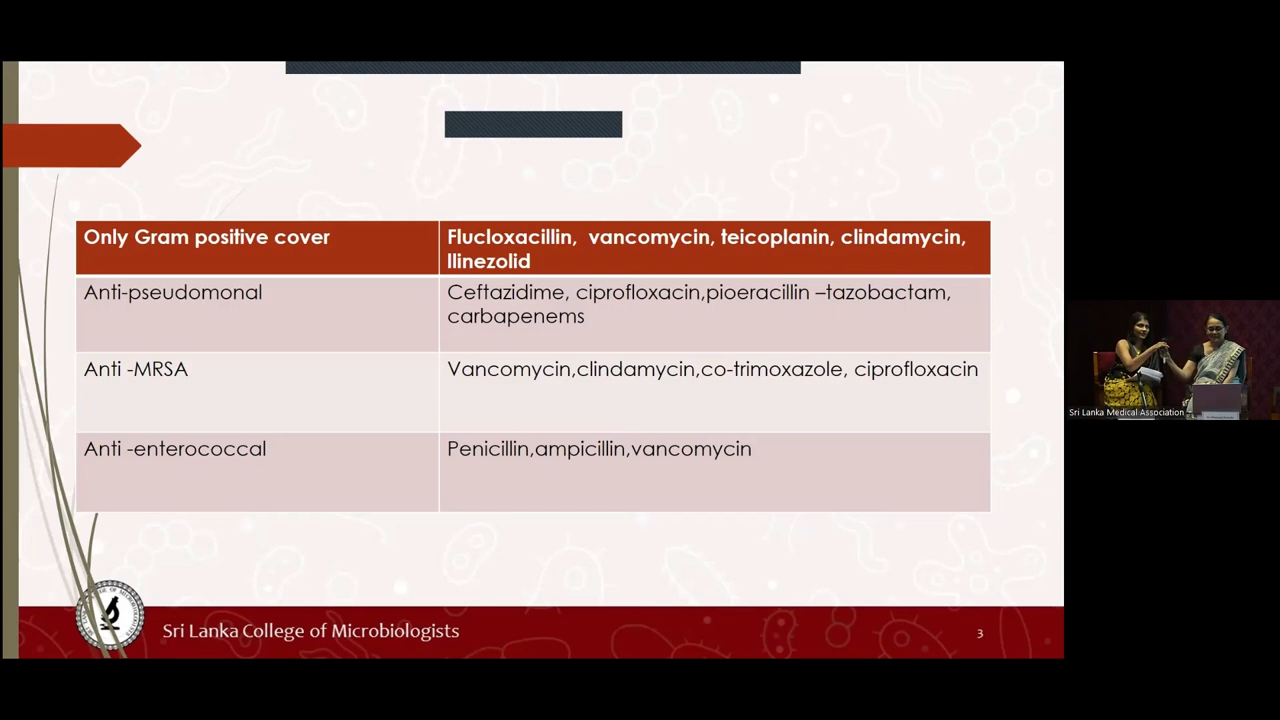 Only Gram positive cover
Flucloxacillin, vancomycin, teicoplanin, clindamycin,
llinezolid
Anti-pseudomonal
Ceftazidime, ciprofloxacin,pioeracillin –tazobactam,
carbapenems
Anti -MRSA
Vancomycin,clindamycin,co-trimoxazole, ciprofloxacin
Anti -enterococcal
Penicillin,ampicillin,vancomycin
Sri Lanka College of Microbiologists
3
Sri Lanka Medical Association